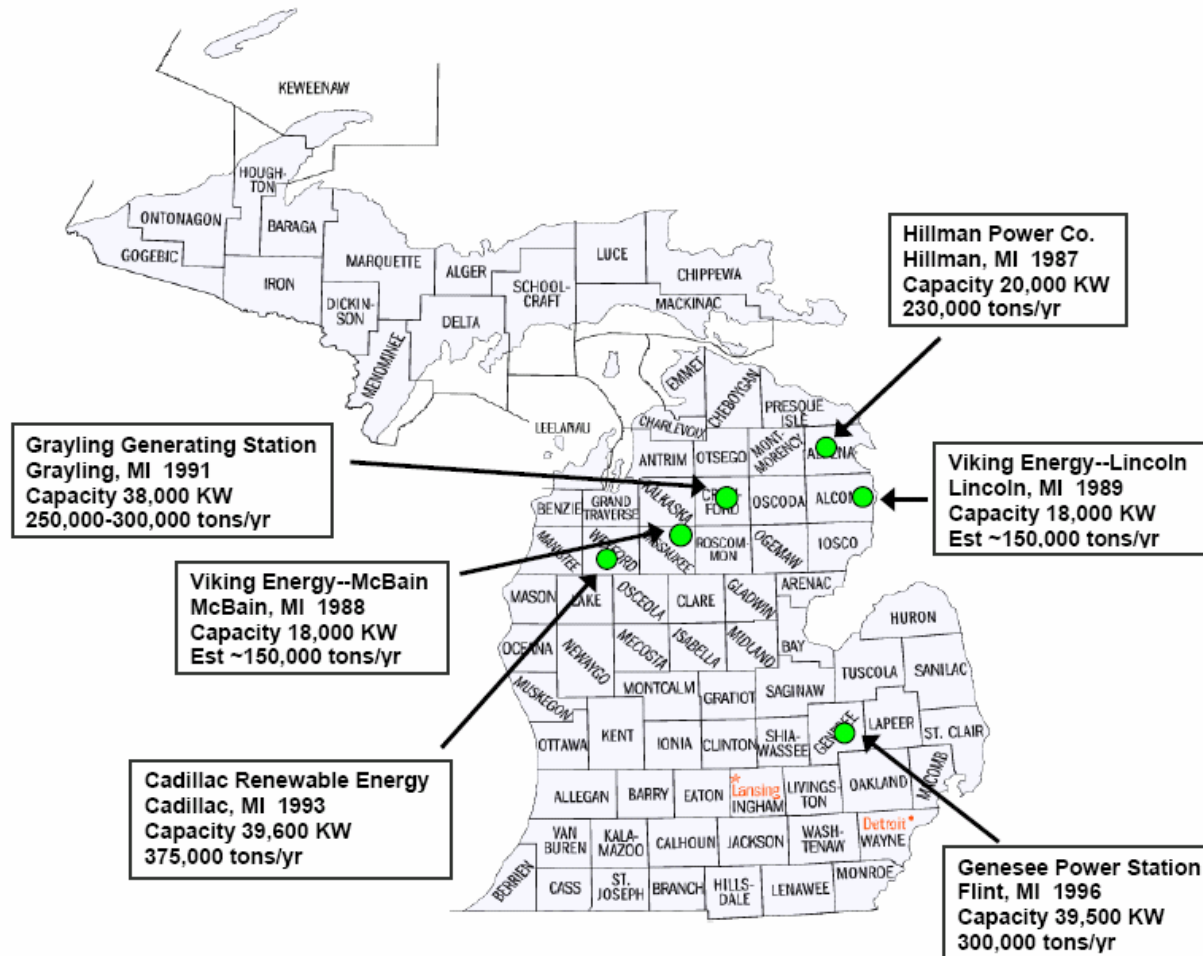 KEWEENAW
HOUGH-
TON
ONTONAGON
BARAGA
GOGEBIC
IRON
MARQUETTE
DICKIN-
SON
MENOMINEE
ALGER
DELTA
SCHOOL-
CRAFT
LUCE
CHIPPEWA
MACKINAC
Hillman Power Co.
Hillman, MI 1987
Capacity 20,000 KW
230,000 tons/yr
EMMET
CHEBOYGAN
PRESQUE
ISLE
CHARLEVOIX
LEELANAU
ANTRIM
OTSEGO
MONT-
MORENCY
Grayling Generating Station
Grayling, MI 1991
Capacity 38,000 KW
250,000-300,000 tons/yr
Viking Energy--Lincoln
Lincoln, MI 1989
Capacity 18,000 KW
Est ~150,000 tons/yr
BENZIE
GRAND
TRAVERSE
KALKASKA
OSCODA
MANISTEE
ROSCOM-
MON
OGEMAW
IOSCO
Viking Energy--McBain
McBain, MI 1988
Capacity 18,000 KW
Est ~150,000 tons/yr
MASON
LAKE
OSCEOLA
CLARE
GLADWIN
ARENAC
HURON
OCEANA
NEWAYGO
MECOSTA
ISABELLA
MIDLAND
BAY
TUSCOLA
SANILAC
MUSKEGON
MONTCALM
GRATIOT
SAGINAW
OTTAWA
KENT
IONIA
CLINTON
SHIA-
WASSEE
LAPEER
ST. CLAIR
Cadillac Renewable Energy
Cadillac, MI 1993
Capacity 39,600 KW
375,000 tons/yr
ALLEGAN
BARRY
EATON
*
Lansing
INGHAM
LIVINGS-
TON
OAKLAND
MACOMB
VAN
BUREN
KALA-
MAZOO
CALHOUN
JACKSON
WASH-
TENAW
Detroit *
WAYNE
BERRIEN
CASS
ST.
JOSEPH
BRANCH
HILLS-
DALE
LENAWEE
MONROE
Genesee Power Station
Flint, MI 1996
Capacity 39,500 KW
300,000 tons/yr